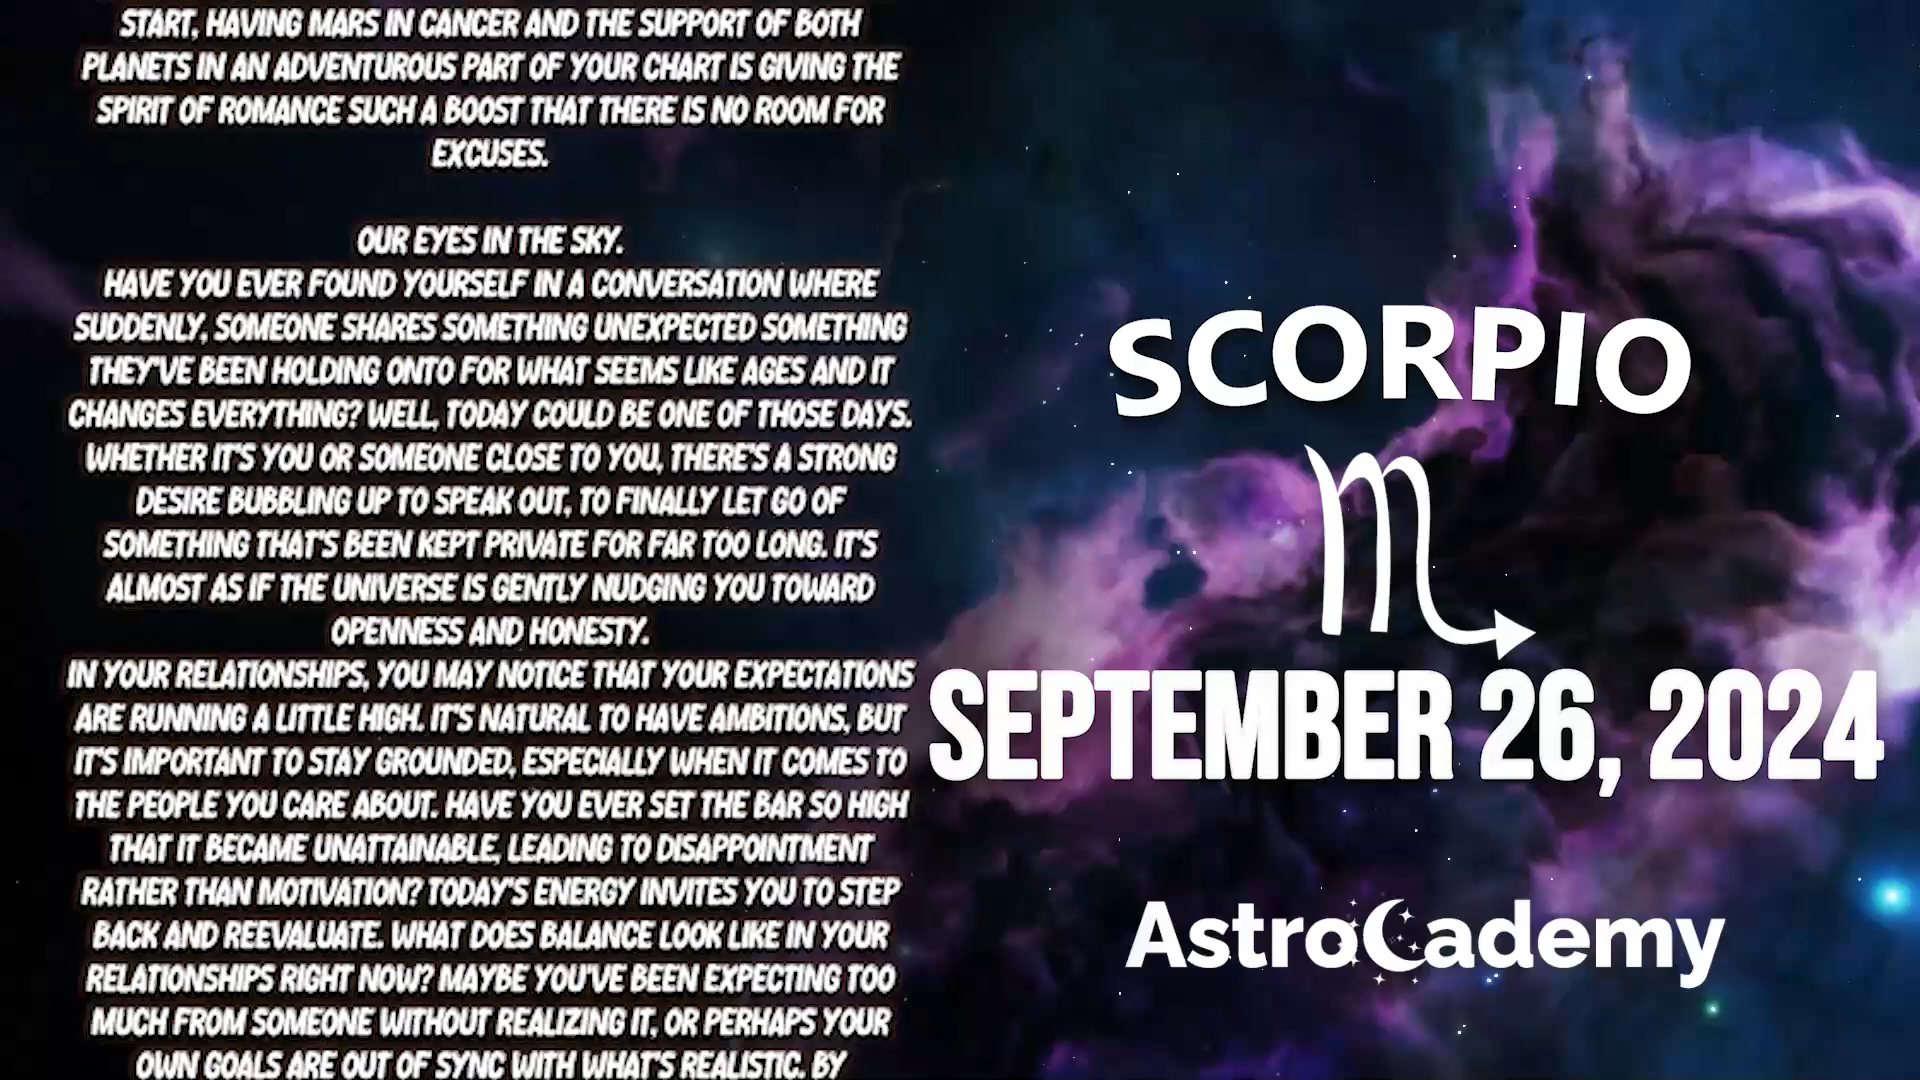 START, HAVING MARS IN CANCER AND THE SUPPORT OF BOTH
PLANETS IN AN ADVENTUROUS PART OF YOUR CHART IS GIVING THE
SPIRIT OF ROMANCE SUCH A BOOST THAT THERE IS NO ROOM FOR
EXCUSES.
OUR EYES IN THE SKY.
HAVE YOU EVER FOUND YOURSELF IN A CONVERSATION WHERE
SUDDENLY, SOMEONE SHARES SOMETHING UNEXPECTED SOMETHING
THEY'VE BEEN HOLDING ONTO FOR WHAT SEEMS LIKE AGES AND IT
CHANGES EVERYTHING? WELL, TODAY COULD BE ONE OF THOSE DAYS.
WHETHER IT'S YOU OR SOMEONE CLOSE TO YOU, THERE'S A STRONG
DESIRE BUBBLING UP TO SPEAK OUT, TO FINALLY LET GO OF
SOMETHING THAT'S BEEN KEPT PRIVATE FOR FAR TOO LONG. IT'S
ALMOST AS IF THE UNIVERSE IS GENTLY NUDGING YOU TOWARD
OPENNESS AND HONESTY.
IN YOUR RELATIONSHIPS, YOU MAY NOTICE THAT YOUR EXPECTATIONS
ARE RUNNING A LITTLE HIGH. IT'S NATURAL TO HAVE AMBITIONS, BUT
IT'S IMPORTANT TO STAY GROUNDED, ESPECIALLY WHEN IT COMES TO
THE PEOPLE YOU CARE ABOUT. HAVE YOU EVER SET THE BAR SO HIGH
THAT IT BECAME UNATTAINABLE, LEADING TO DISAPPOINTMENT
RATHER THAN MOTIVATION? TODAY'S ENERGY INVITES YOU TO STEP
BACK AND REEVALUATE. WHAT DOES BALANCE LOOK LIKE IN YOUR
RELATIONSHIPS RIGHT NOW? MAYBE YOU'VE BEEN EXPECTING TOO
MUCH FROM SOMEONE WITHOUT REALIZING IT, OR PERHAPS YOUR
OWN GOALS ARE OUT OF SYNC WITH WHAT'S REALISTIC. BY
SCORPIO
SEPTEMBER 26, 2024
AstroCademy